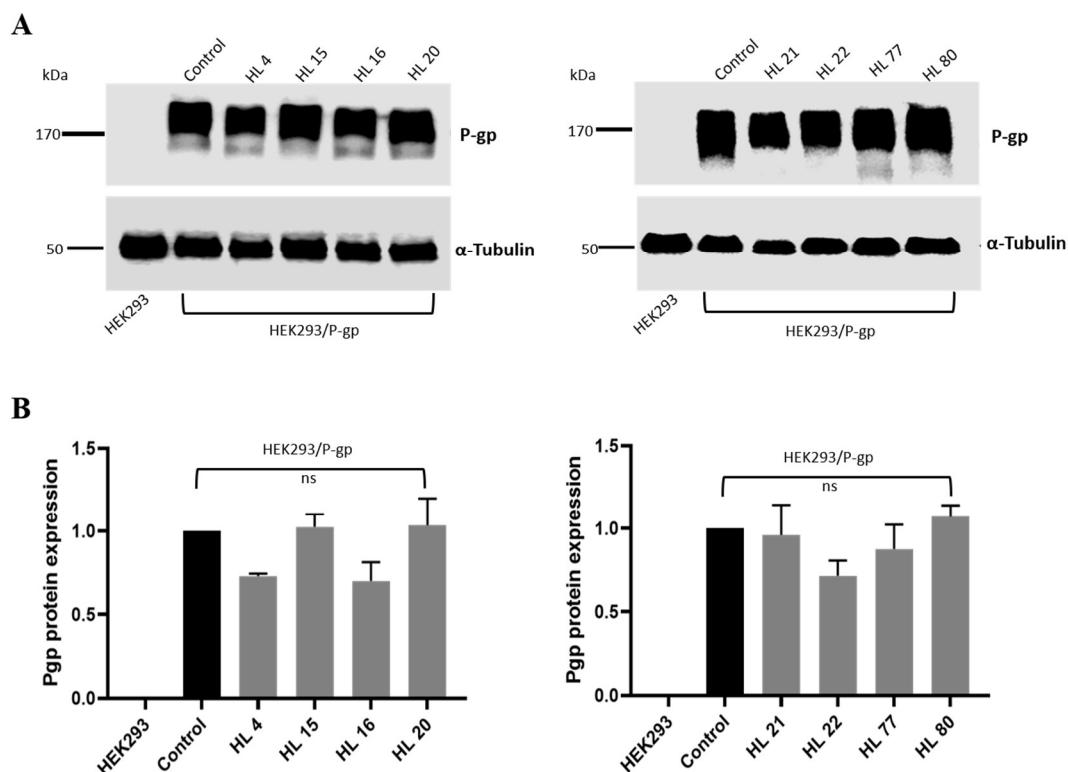 A
kDa
Control
HL 4
HL 15
HL 16
HL 20
170
P-gp
50
α-Tubulin
HEK293
HEK293/P-gp
kDa
Control
HL 21
HL 22
HL 77
HL 80
170
P-gp
50
α-Tubulin
HEK293
HEK293/P-gp
B
Pgp protein expression
1.5
1.0
0.5
0.0
HEK293/P-gp
ns
HEK293
Control
HL 4
HL 15
HL 16
HL 20
Pgp protein expression
1.5
1.0
0.5
0.0
HEK293/P-gp
ns
HEK293
Control
HL 21
HL 22
HL 77
HL 80